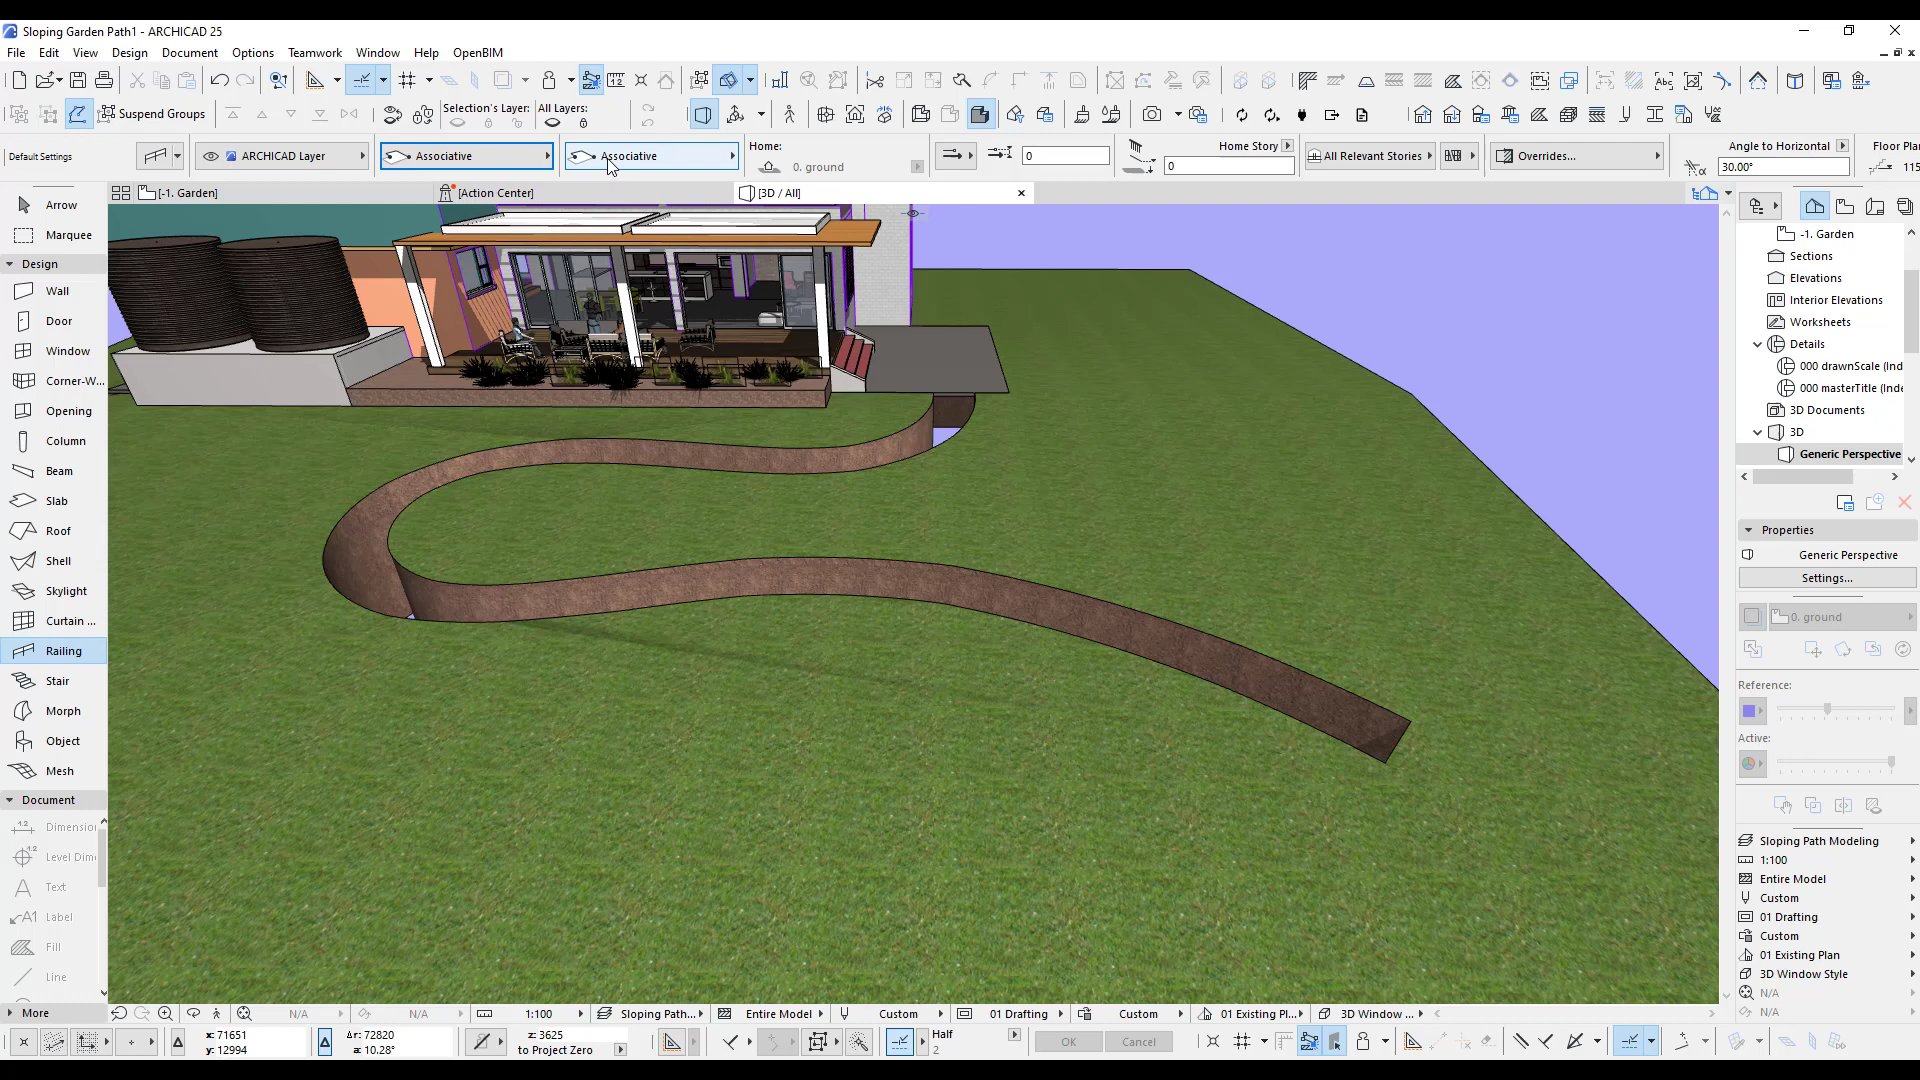 Sloping Garden Path1 - ARCHICAD 25
File Edit View Design Document Options Teamwork Window Help OpenBIM
Suspend Groups
Selection's Layer:
All Layers:
Default Settings
ARCHICAD Layer
Associative
Associative
Home:
0. ground
0
Home Story
0
All Relevant Stories
Overrides...
Angle to Horizontal
30.00°
Floor Plan
115
[-1. Garden]
[Action Center]
[3D / All]
Arrow
Marquee
Design
Wall
Door
Window
Corner-W...
Opening
Column
Beam
Slab
Roof
Shell
Skylight
Curtain ...
Railing
Stair
Morph
Object
Mesh
Document
Dimension
Level Dim
Text
Label
Fill
Line
More
-1. Garden
Sections
Elevations
Interior Elevations
Worksheets
Details
000 drawnScale (Ind
000 masterTitle (Inde
3D Documents
3D
Generic Perspective
Properties
Generic Perspective
Settings...
0. ground
Reference:
Active:
Sloping Path Modeling
1:100
Entire Model
Custom
01 Drafting
Custom
01 Existing Plan
3D Window Style
N/A
N/A
N/A
N/A
1:100
Sloping Path...
Entire Model
Custom
01 Drafting
Custom
01 Existing Pl...
3D Window ...
x: 71651
y: 12994
Δr: 72820
a: 10.28°
z: 3625
to Project Zero
Half
2
OK
Cancel